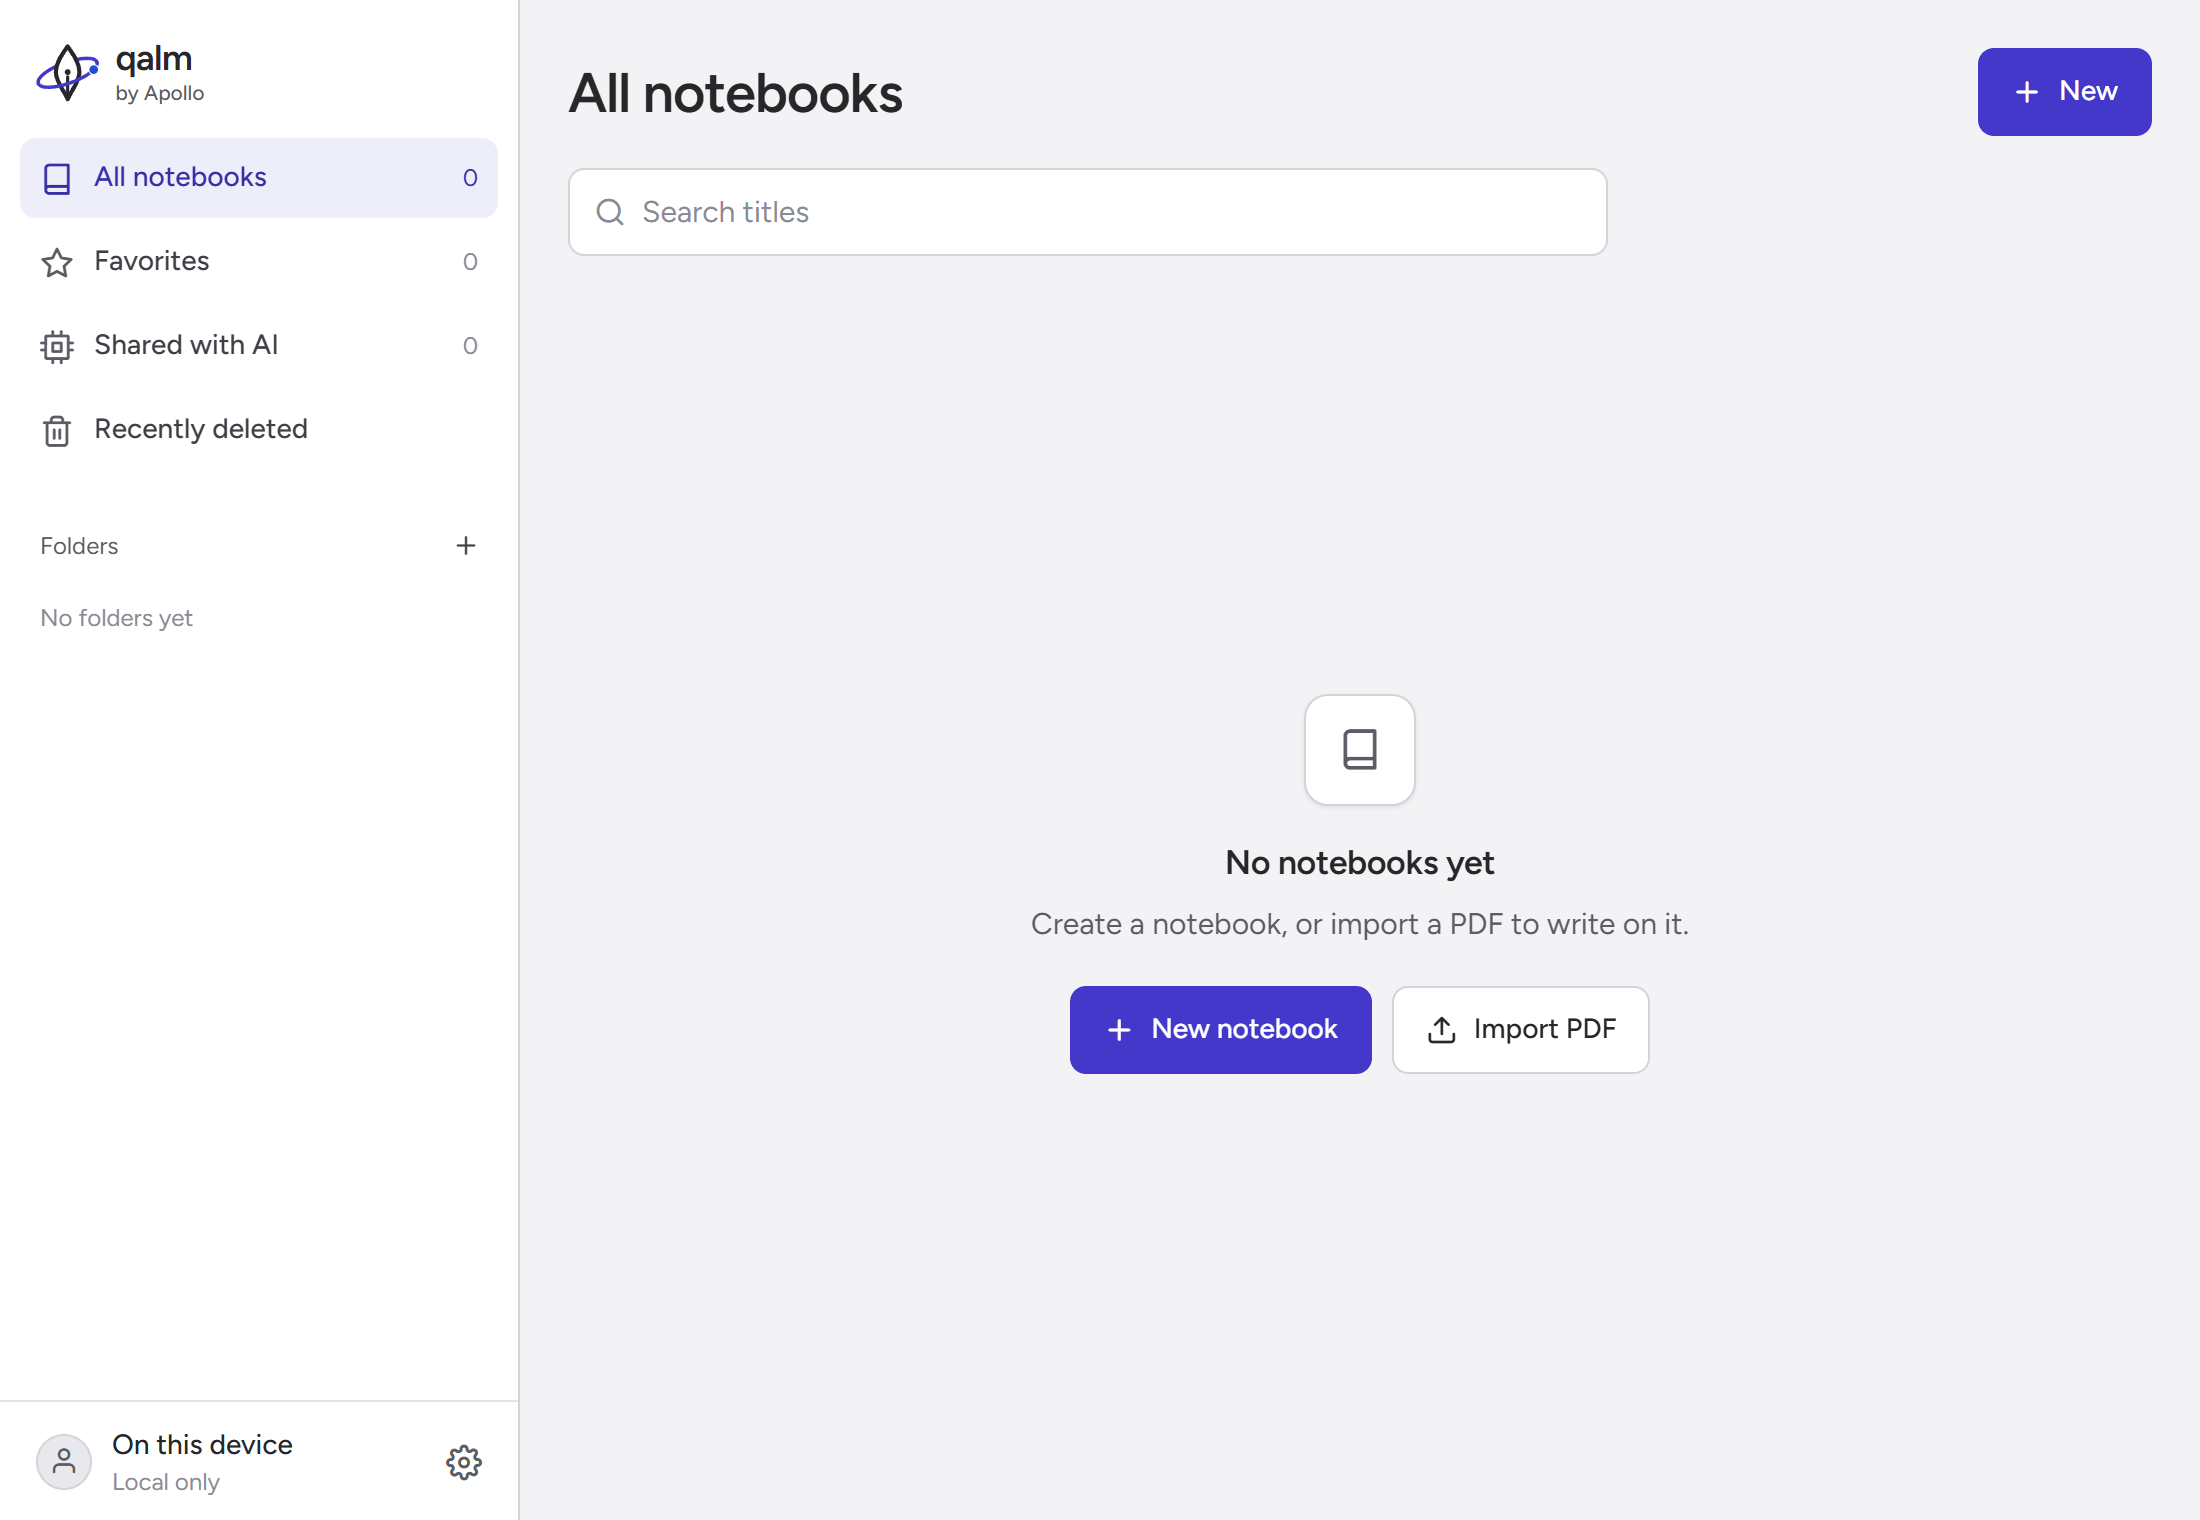 qalm
by Apollo
All notebooks 0
Favorites 0
Shared with AI 0
Recently deleted
Folders
No folders yet
On this device
Local only
All notebooks
New
Search titles
No notebooks yet
Create a notebook, or import a PDF to write on it.
New notebook
Import PDF